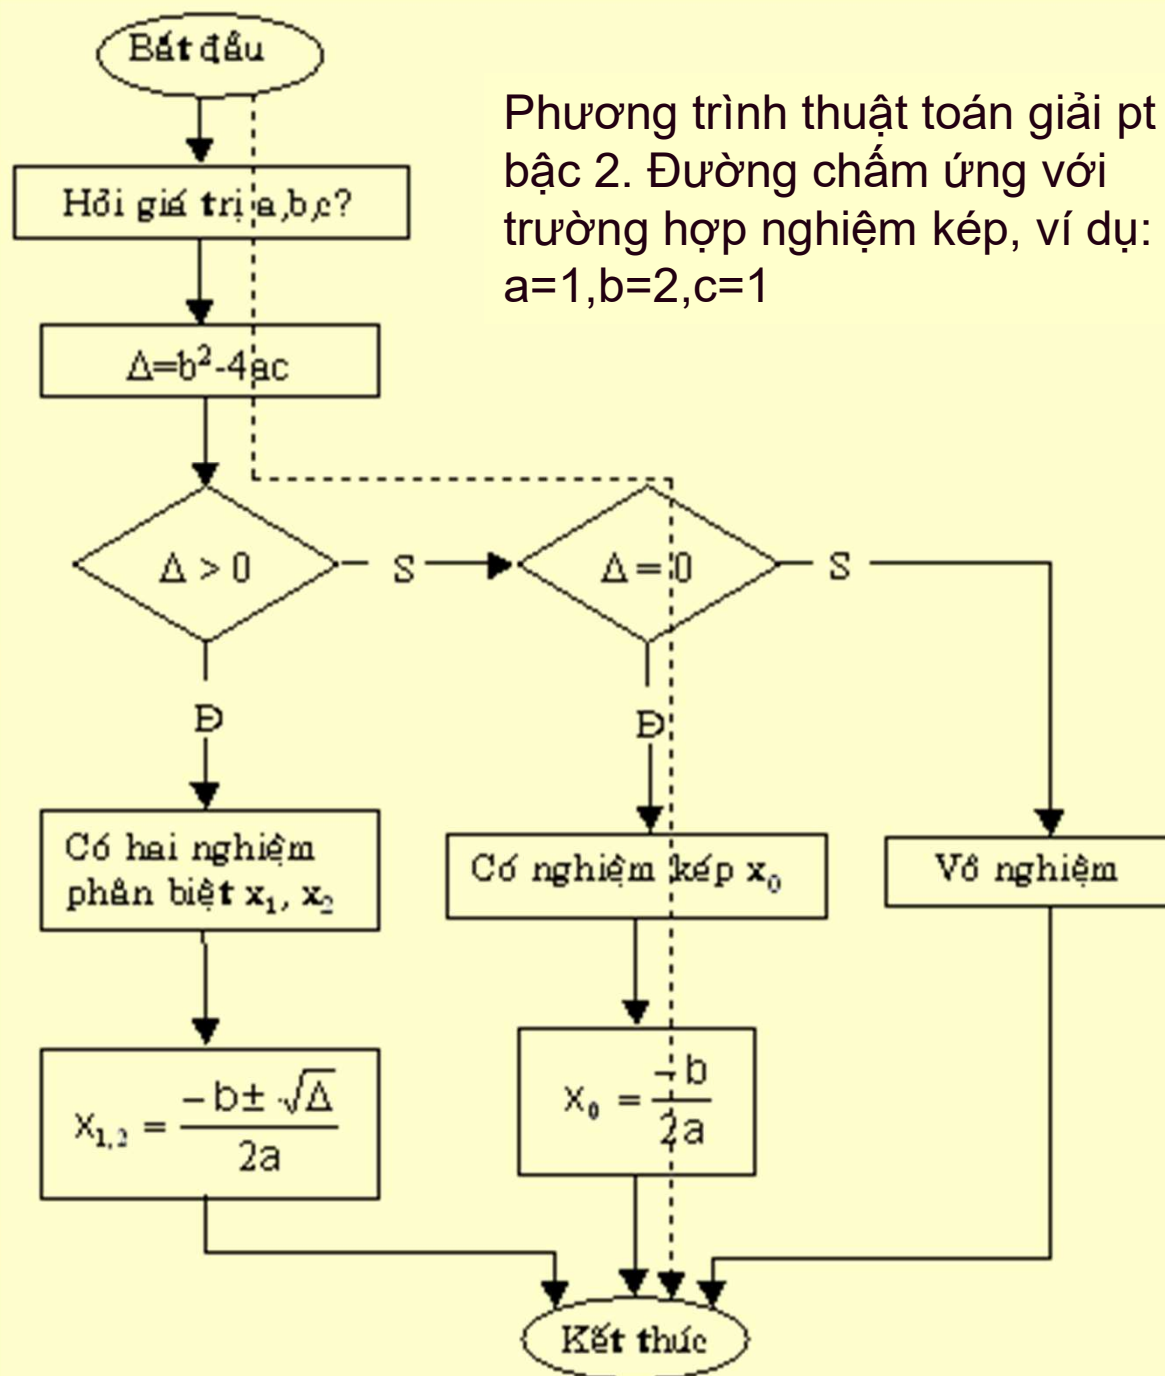 Bắt đầu
Phương trình thuật toán giải pt
bậc 2. Đường chấm ứng với
trường hợp nghiệm kép, ví dụ:
a=1,b=2,c=1
Hỏi giá trị a,b,c?
Δ=b²-4ac
Δ > 0
S
Δ = 0
S
Đ
Đ
Có hai nghiệm
phân biệt x₁, x₂
Có nghiệm kép x₀
Vô nghiệm
x₁,₂ = (-b ± √Δ) / 2a
x₀ = -b / 2a
Kết thúc